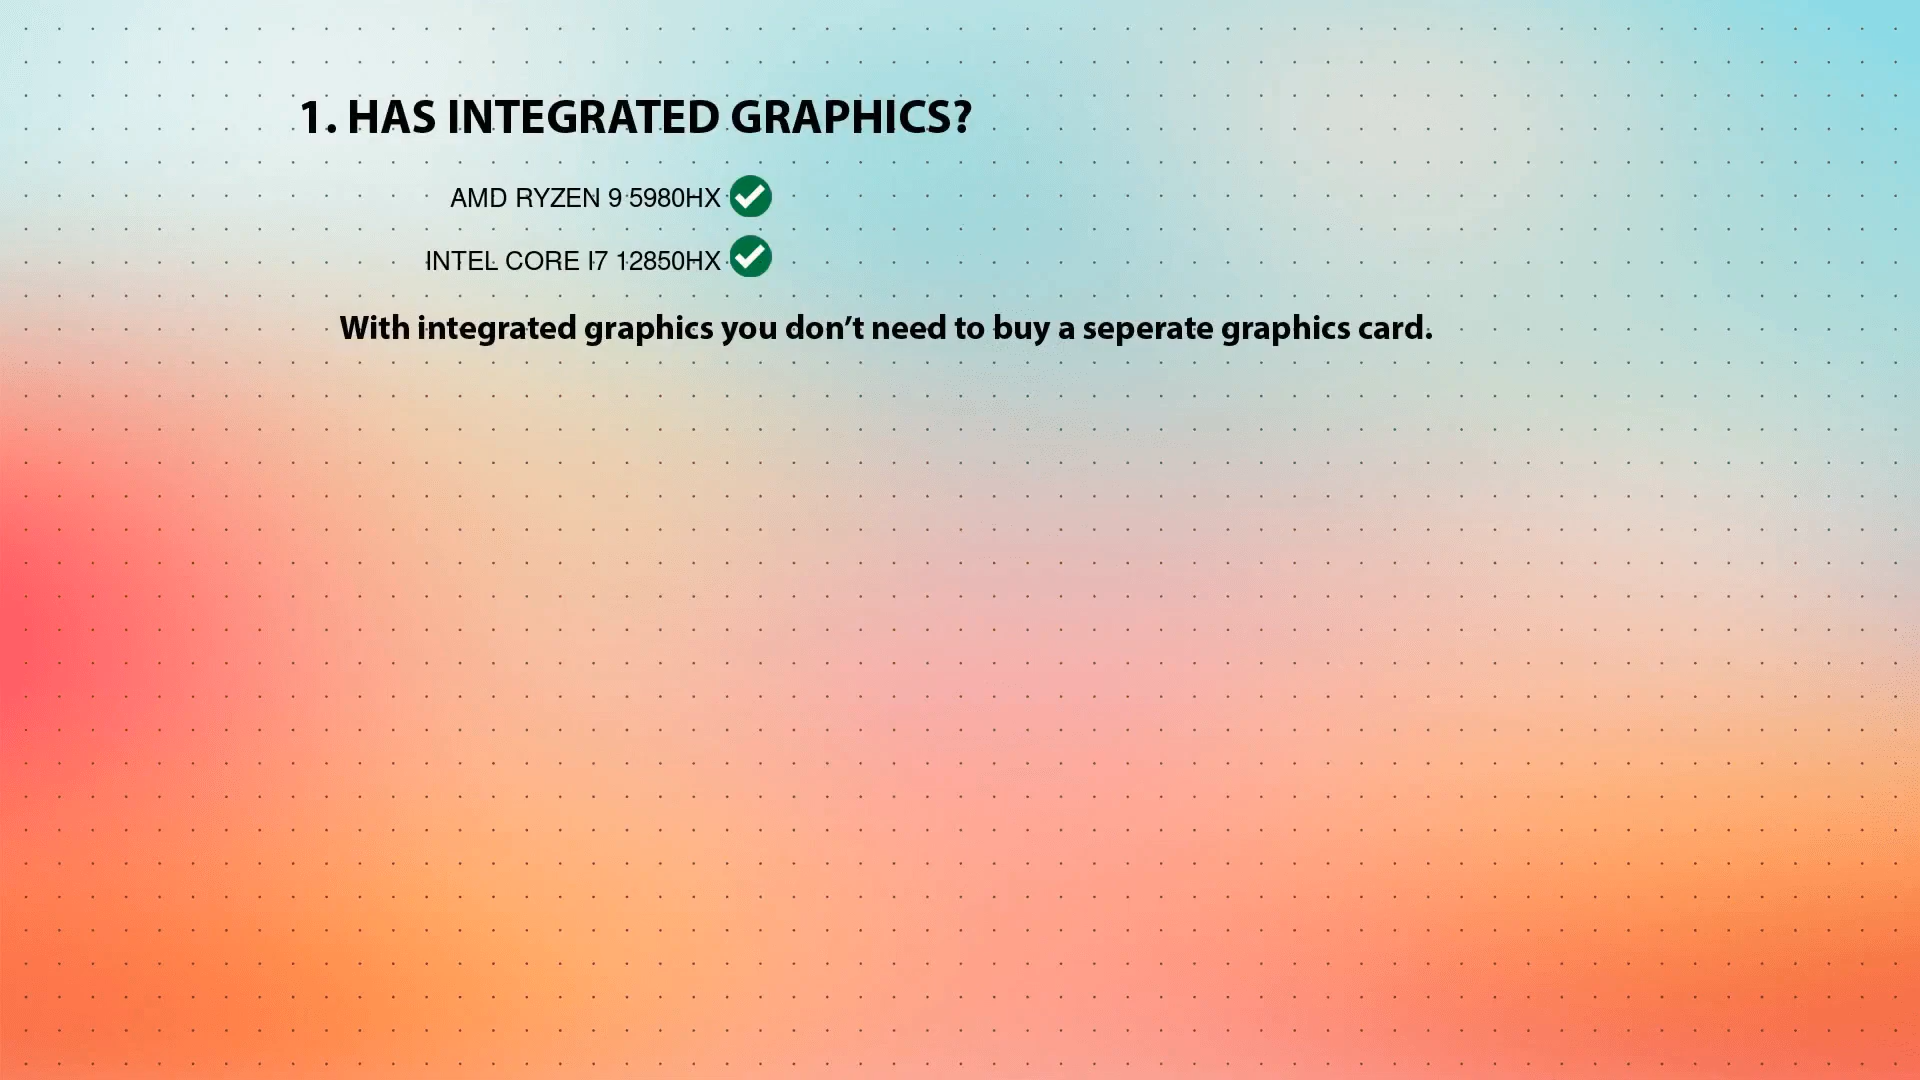 1. HAS INTEGRATED GRAPHICS?
AMD RYZEN 9 5980HX
INTEL CORE I7 12850HX
With integrated graphics you don’t need to buy a seperate graphics card.